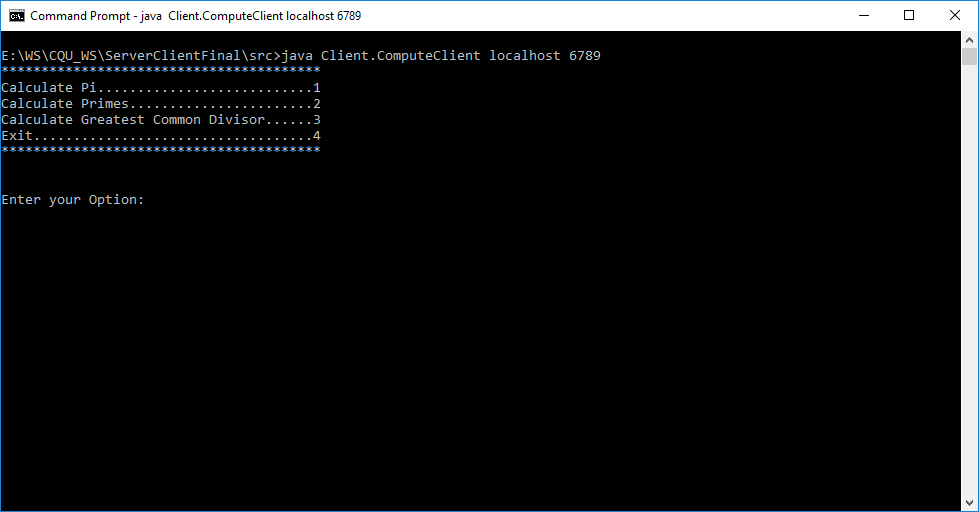 Command Prompt - java  Client.ComputeClient localhost 6789
E:\WS\CQU_WS\ServerClientFinal\src>java Client.ComputeClient localhost 6789
****************************************
Calculate Pi...........................1
Calculate Primes.......................2
Calculate Greatest Common Divisor......3
Exit...................................4
****************************************
Enter your Option: